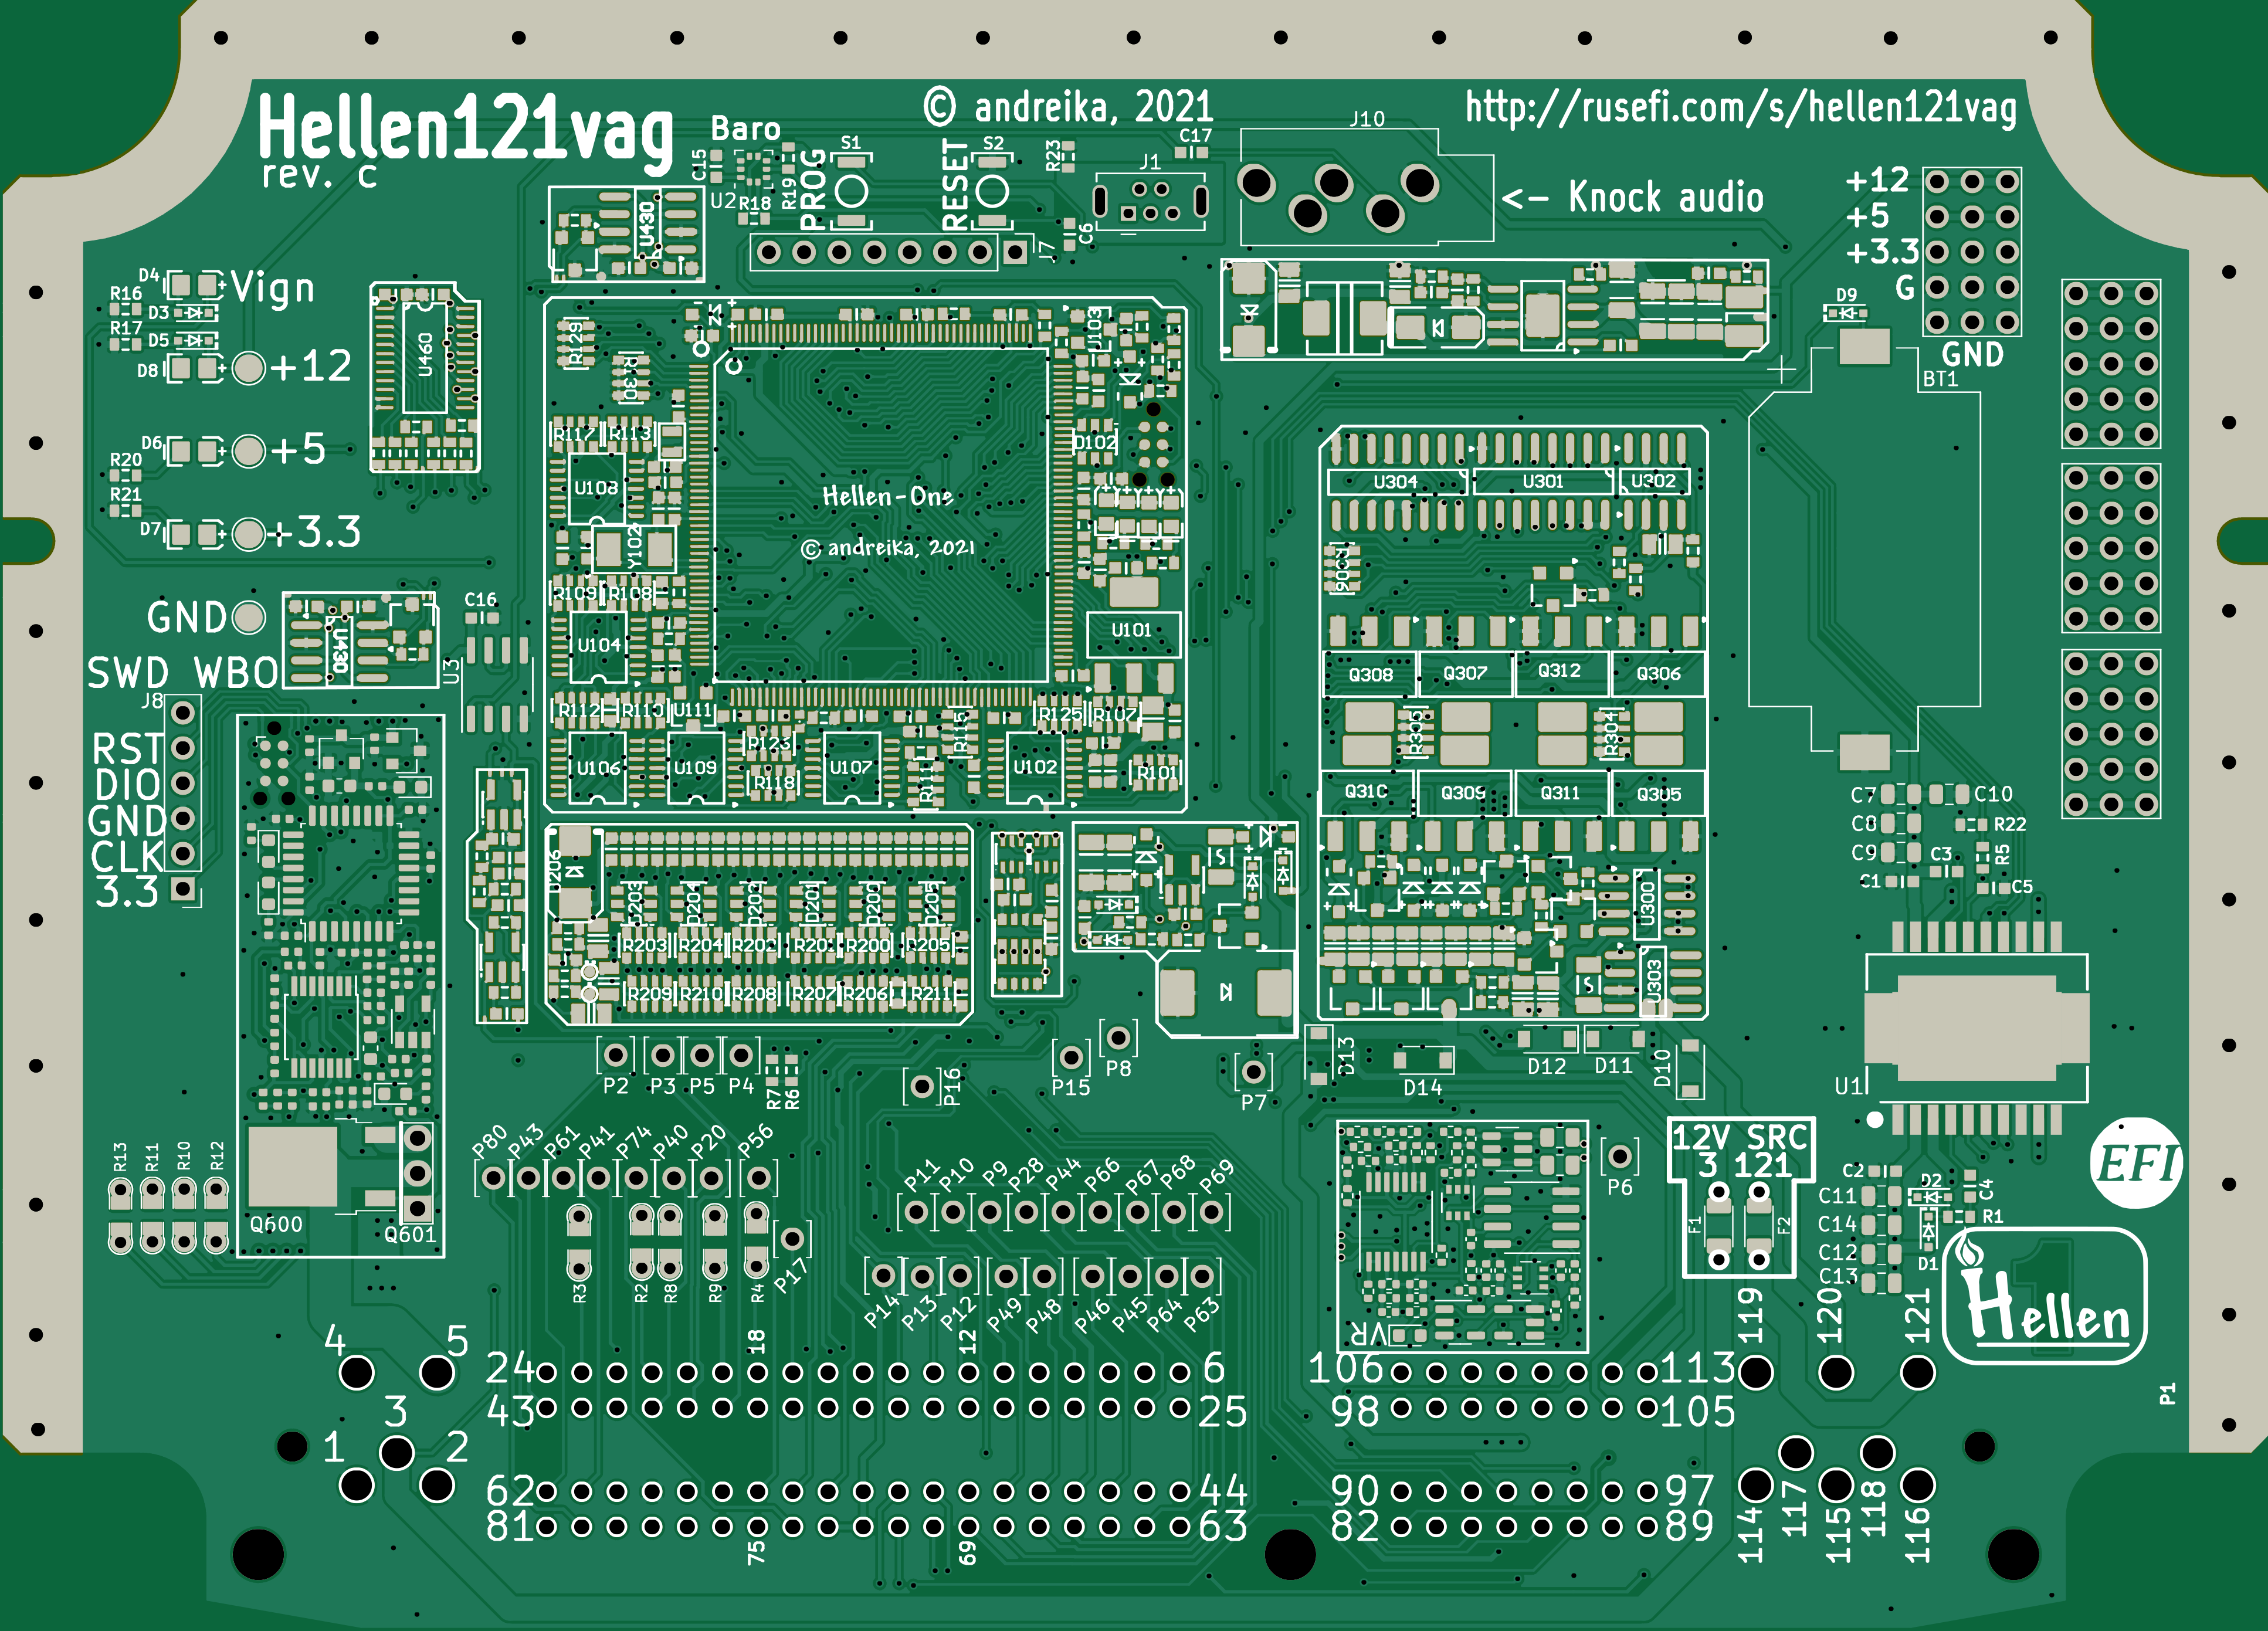 Hellen121vag
rev. c
Baro
© andreika, 2021
http://rusefi.com/s/hellen121vag
J10
C17
J1
R23
S1
S2
PROG
RESET
C15
U2
R18
R19
C6
J7
<- Knock audio
+12
+5
+3.3
G
GND
D4
Vign
R16
D3
R17
D5
D8
+12
D6
+5
R20
R21
D7
+3.3
GND
U430
U460
U430
C16
U3
D9
BT1
SWD WBO
J8
RST
DIO
GND
CLK
3.3
R129
R130
U103
R117
R113
D102
U108
Y102
Hellen-One
© andreika, 2021
R109
R108
U104
U101
R112
R110
U111
R123
R115
R125
R107
U106
U109
R118
U107
R111
U102
R101
U304
U301
U302
R306
Q308
Q307
Q312
Q306
R305
R304
Q310
Q309
Q311
Q305
U300
U303
U206
D203
D204
D202
D201
D200
D205
R203
R204
R202
R201
R200
R205
R209
R210
R208
R207
R206
R211
C7
C10
C8
R22
C9
C3
R5
C1
C5
U1
P2
P3
P5
P4
R7
R6
P16
P15
P8
P7
D13
D14
D12
D11
D10
P6
R13
R11
R10
R12
Q600
Q601
P80
P43
P61
P41
P74
P40
P20
P56
P11
P10
P9
P28
P44
P66
P67
P68
P69
R3
R2
R8
R9
R4
P17
P14
P13
P12
P49
P48
P46
P45
P64
P63
VR
12V SRC
3 121
F1
F2
C2
D2
C4
C11
R1
C14
C12
D1
C13
EFI
1
Hellen
P1
4
5
3
1
2
24
18
12
6
43
25
62
44
81
75
69
63
106
113
98
105
90
97
82
89
119
120
121
114
117
115
118
116